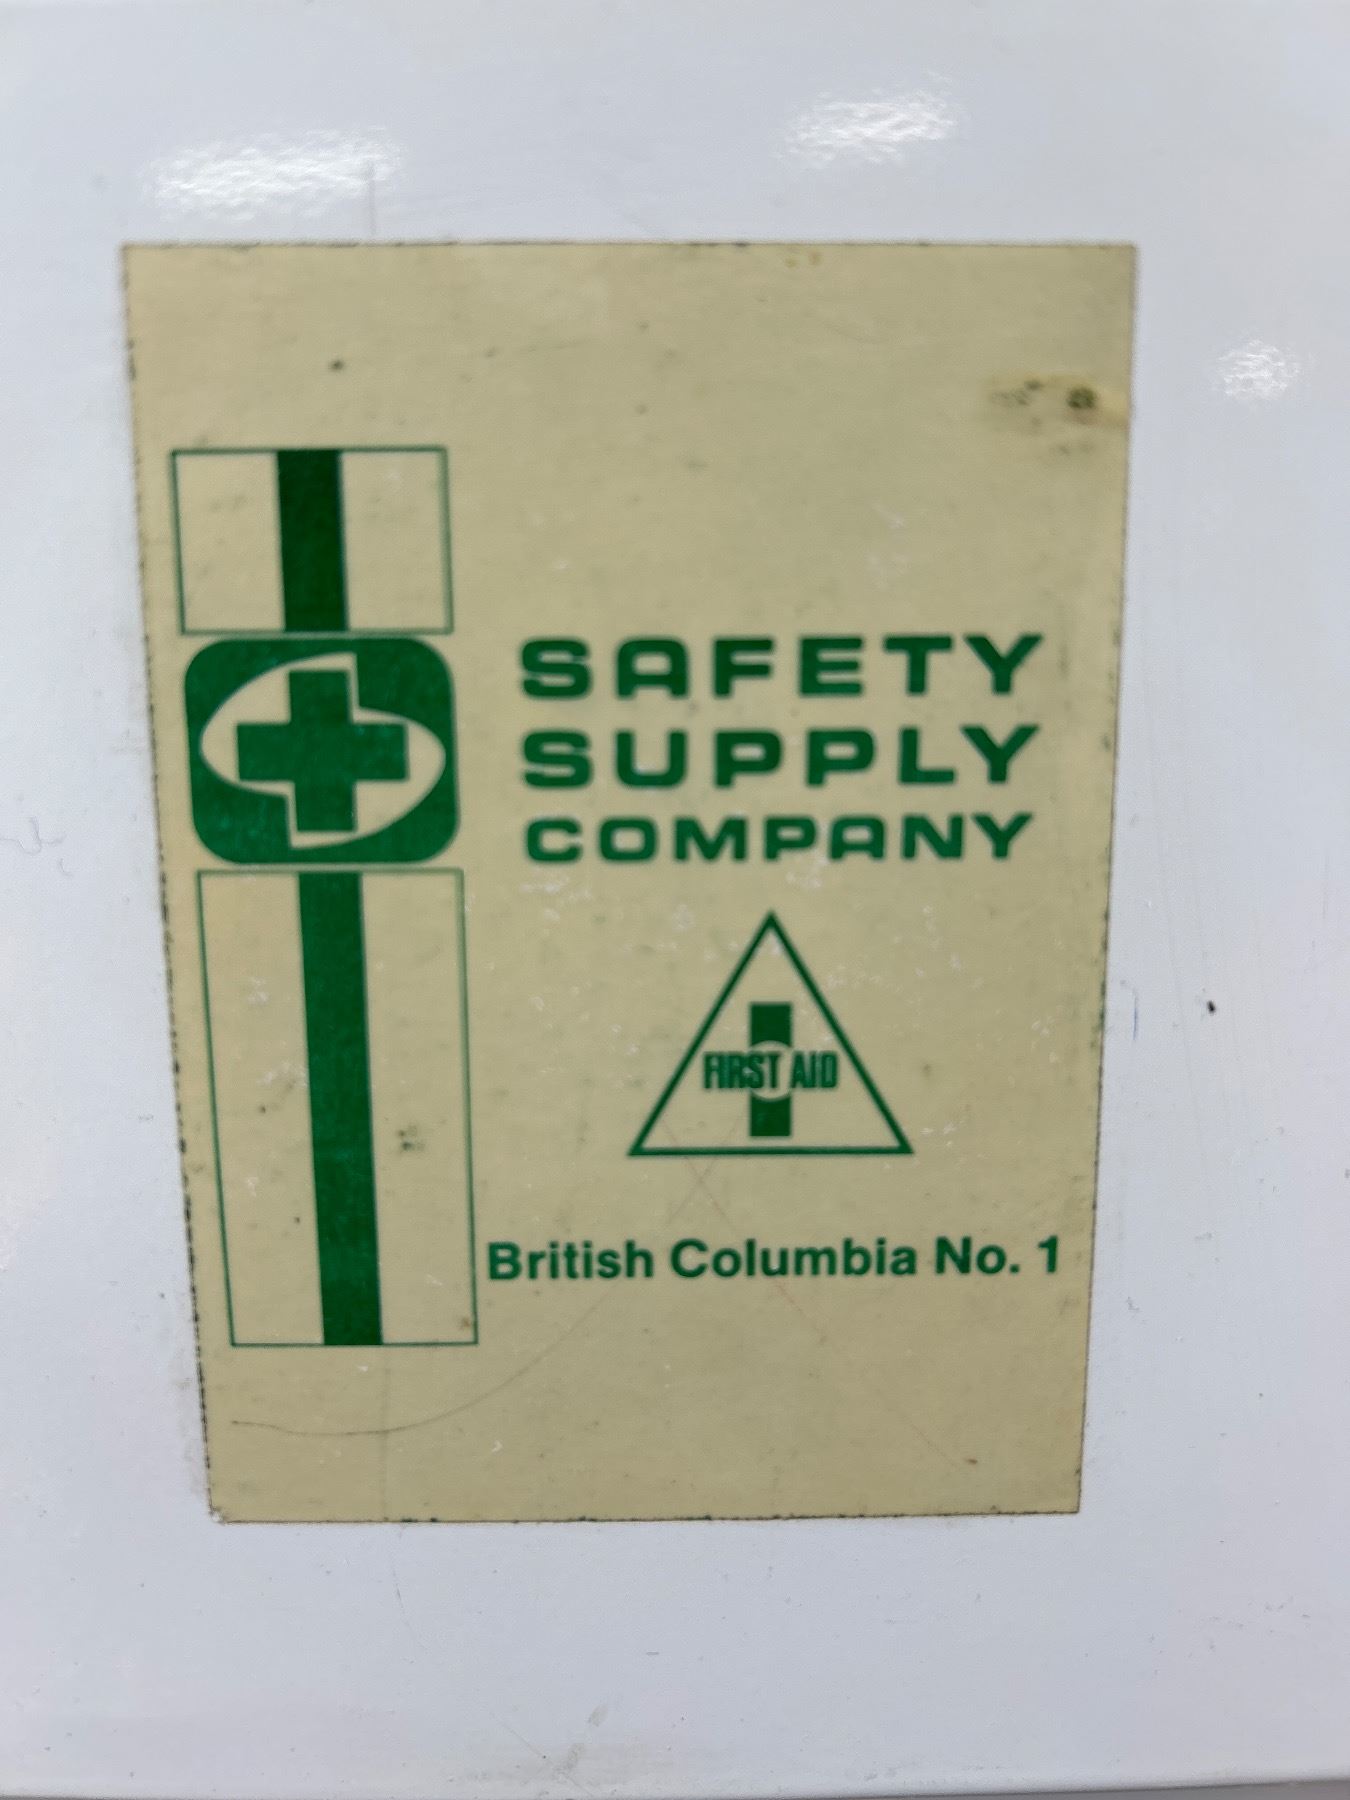 SAFETY
SUPPLY
COMPANY
FIRST AID
British Columbia No. 1